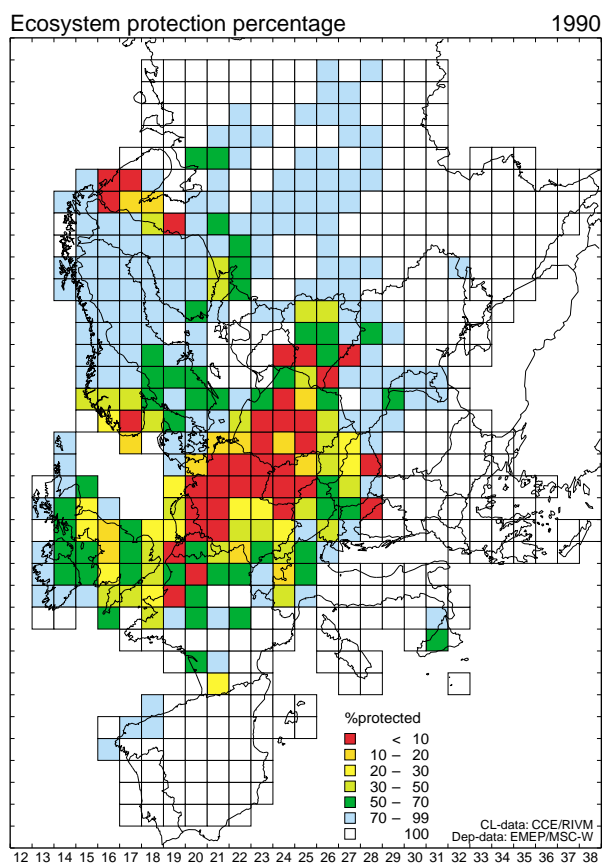 Ecosystem protection percentage 1990
%protected
< 10
10 – 20
20 – 30
30 – 50
50 – 70
70 – 99
100
CL-data: CCE/RIVM
Dep-data: EMEP/MSC-W
12 13 14 15 16 17 18 19 20 21 22 23 24 25 26 27 28 29 30 31 32 33 34 35 36 37 38